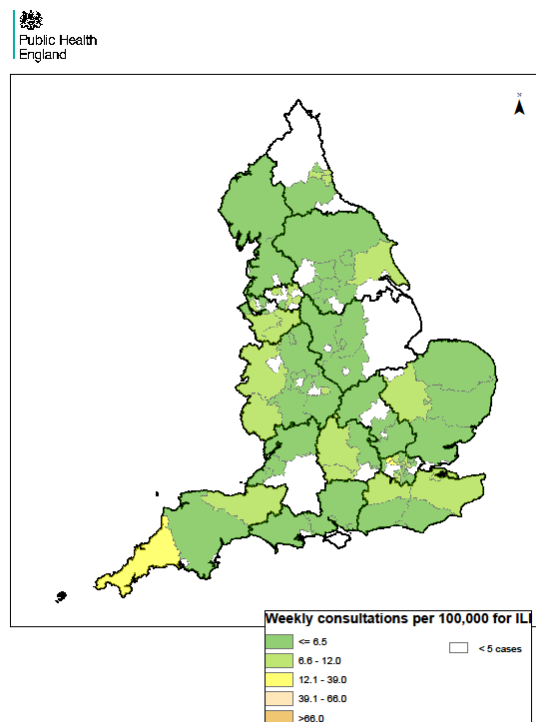 Public Health
England
N
Weekly consultations per 100,000 for ILI
<= 6.5
6.6 - 12.0
12.1 - 39.0
39.1 - 66.0
>66.0
< 5 cases